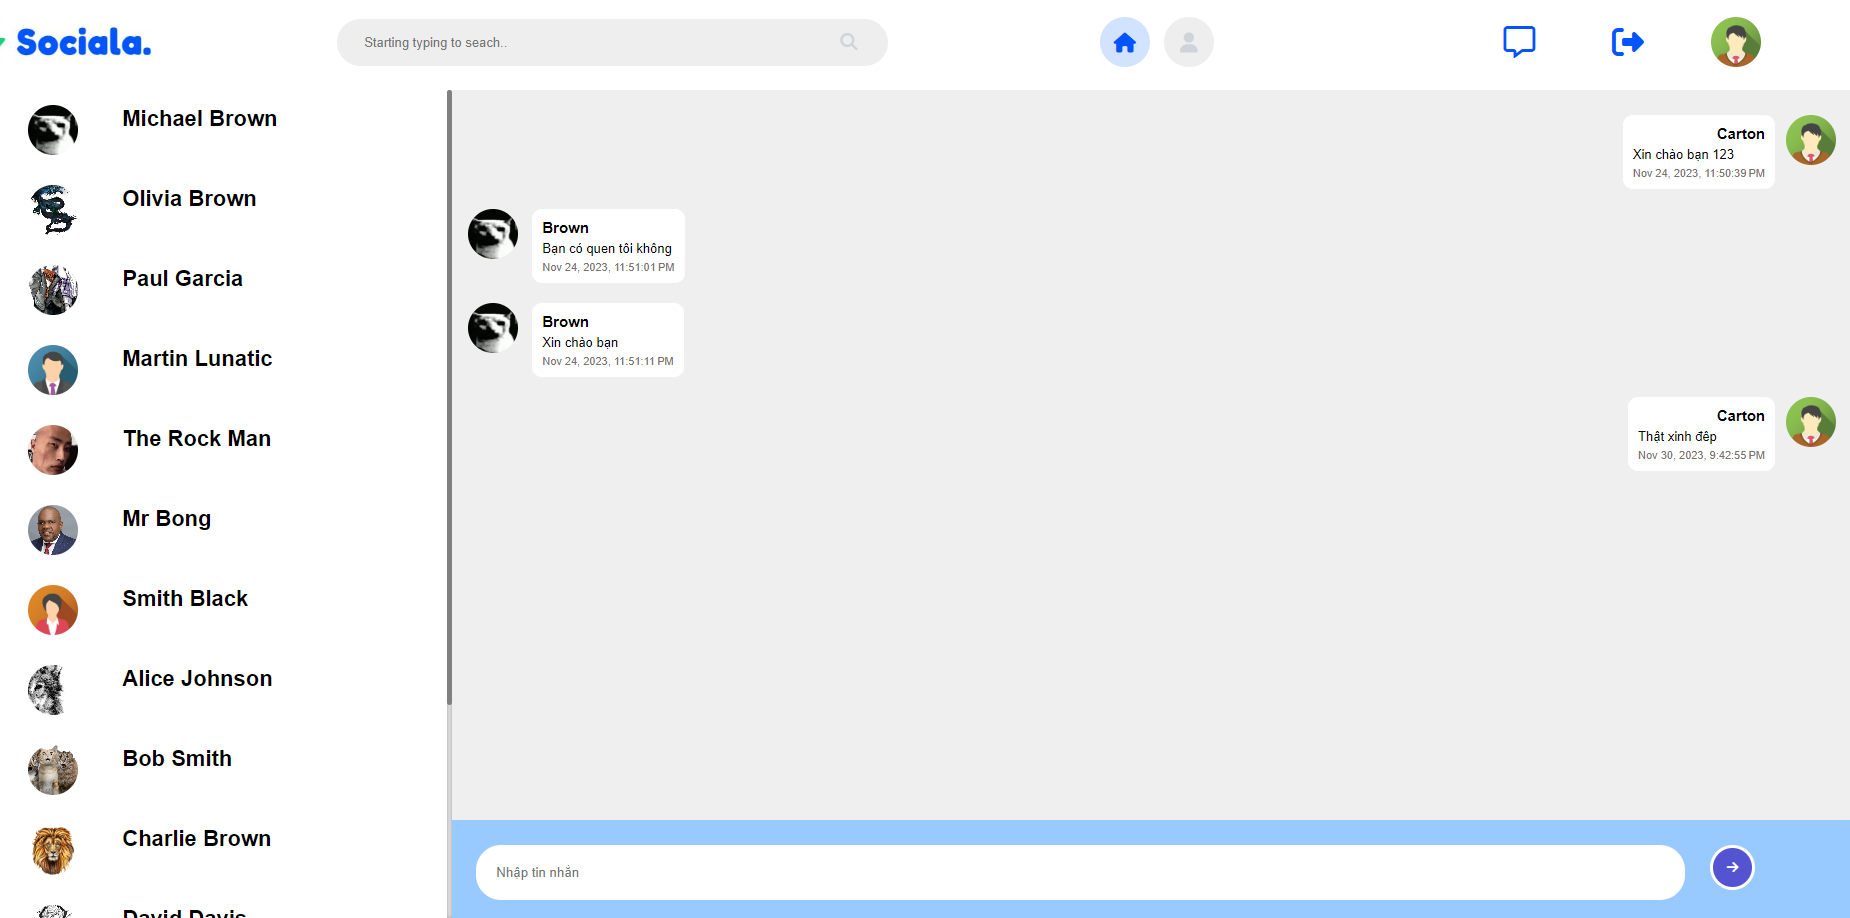 Sociala.
Starting typing to seach..
Michael Brown
Olivia Brown
Paul Garcia
Martin Lunatic
The Rock Man
Mr Bong
Smith Black
Alice Johnson
Bob Smith
Charlie Brown
David Davis
Carton
Xin chào bạn 123
Nov 24, 2023, 11:50:39 PM
Brown
Bạn có quen tôi không
Nov 24, 2023, 11:51:01 PM
Brown
Xin chào bạn
Nov 24, 2023, 11:51:11 PM
Carton
Thật xinh đêp
Nov 30, 2023, 9:42:55 PM
Nhập tin nhắn